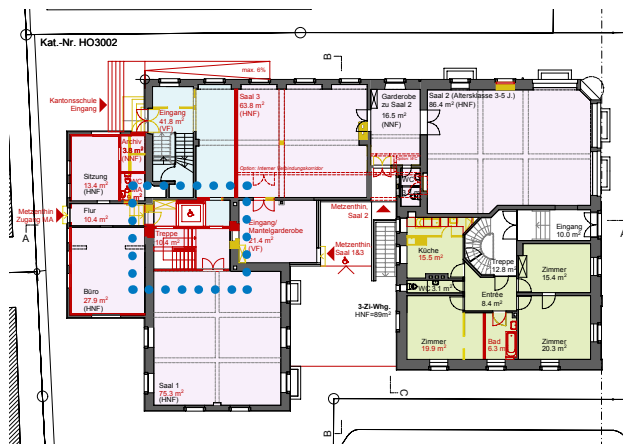 Kat.-Nr. HO3002
B
max. 6%
Kantonsschule
Eingang
Eingang
41.8 m²
(VF)
Saal 3
63.8 m²
(HNF)
Garderobe
zu Saal 2
16.5 m²
(NNF)
Saal 2 (Altersklasse 3-5 J.)
86.4 m² (HNF)
Archiv
3.8 m²
(NNF)
Option: Interner Verbindungskorridor
Sitzung
13.4 m²
(HNF)
WC
WC
Metzenthin
Zugang MA
A
Flur
10.4 m²
Metzenthin,
Saal 2
Eingang/
Mantelgarderobe
21.4 m²
(VF)
Treppe
10.4 m²
Metzenthin,
Saal 1&3
Eingang
10.0 m²
A
Küche
15.5 m²
Treppe
12.8 m²
Zimmer
15.4 m²
Büro
27.9 m²
(HNF)
WC 3.1 m²
Entrée
8.4 m²
3-Zi-Whg.
HNF=89m²
Zimmer
19.9 m²
Bad
6.3 m²
Zimmer
20.3 m²
Saal 1
75.3 m²
(HNF)
C
B